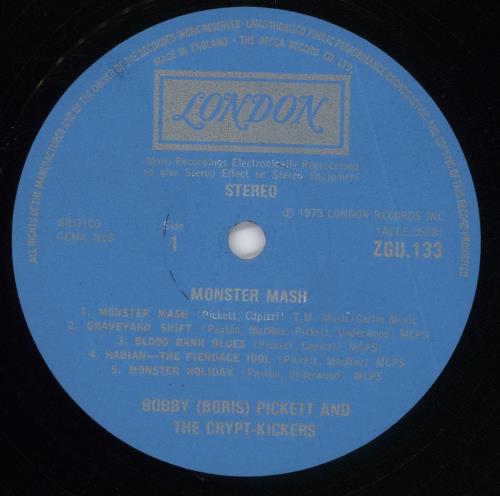 ALL RIGHTS OF THE MANUFACTURER AND OF THE OWNER OF THE RECORDED WORK RESERVED · UNAUTHORISED PUBLIC PERFORMANCE BROADCASTING AND COPYING OF THIS RECORD PROHIBITED
MADE IN ENGLAND · THE DECCA RECORD CO. LTD.
LONDON
Mono Recordings Electronically Reprocessed
to give Stereo Effect on Stereo Equipment
STEREO
℗ 1973 LONDON RECORDS INC
BRITICO
GEMA NCB
Side
1
ZGU.133
MONSTER MASH
1. MONSTER MASH (Pickett, Capizzi) T.M. Music/Carlin Music
2. GRAVEYARD SHIFT (Paxton, MacRae, Pickett, Underwood) MCPS
3. BLOOD BANK BLUES (Pickett, Capizzi) MCPS
4. RABIAN—THE FIENDAGE IDOL (Pickett, MacRae) MCPS
5. MONSTER HOLIDAY (Paxton, Underwood) MCPS
BOBBY (BORIS) PICKETT AND
THE CRYPT-KICKERS